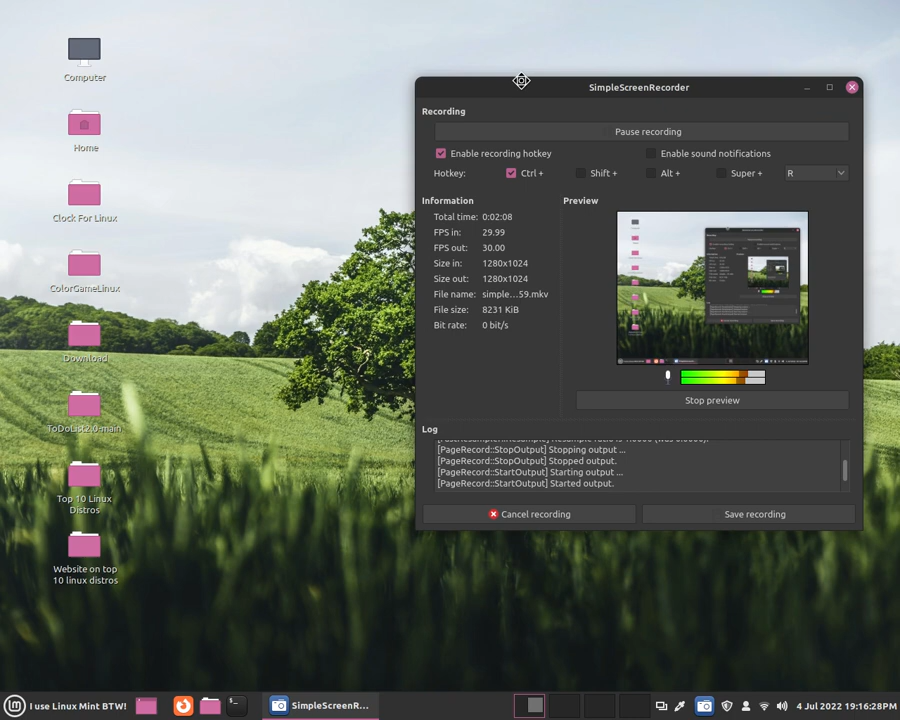 Computer
Home
Clock For Linux
ColorGameLinux
Download
ToDoList2.0-main
Top 10 Linux
Distros
Website on top
10 linux distros
SimpleScreenRecorder
Recording
Pause recording
Enable recording hotkey
Enable sound notifications
Hotkey:
Ctrl +
Shift +
Alt +
Super +
R
Information
Total time: 0:02:08
FPS in: 29.99
FPS out: 30.00
Size in: 1280x1024
Size out: 1280x1024
File name: simple...59.mkv
File size: 8231 KiB
Bit rate: 0 bit/s
Preview
Stop preview
Log
[PageRecord::StopOutput] Stopping output ...
[PageRecord::StopOutput] Stopped output.
[PageRecord::StartOutput] Starting output ...
[PageRecord::StartOutput] Started output.
Cancel recording
Save recording
I use Linux Mint BTW!
SimpleScreenR...
4 Jul 2022 19:16:28PM